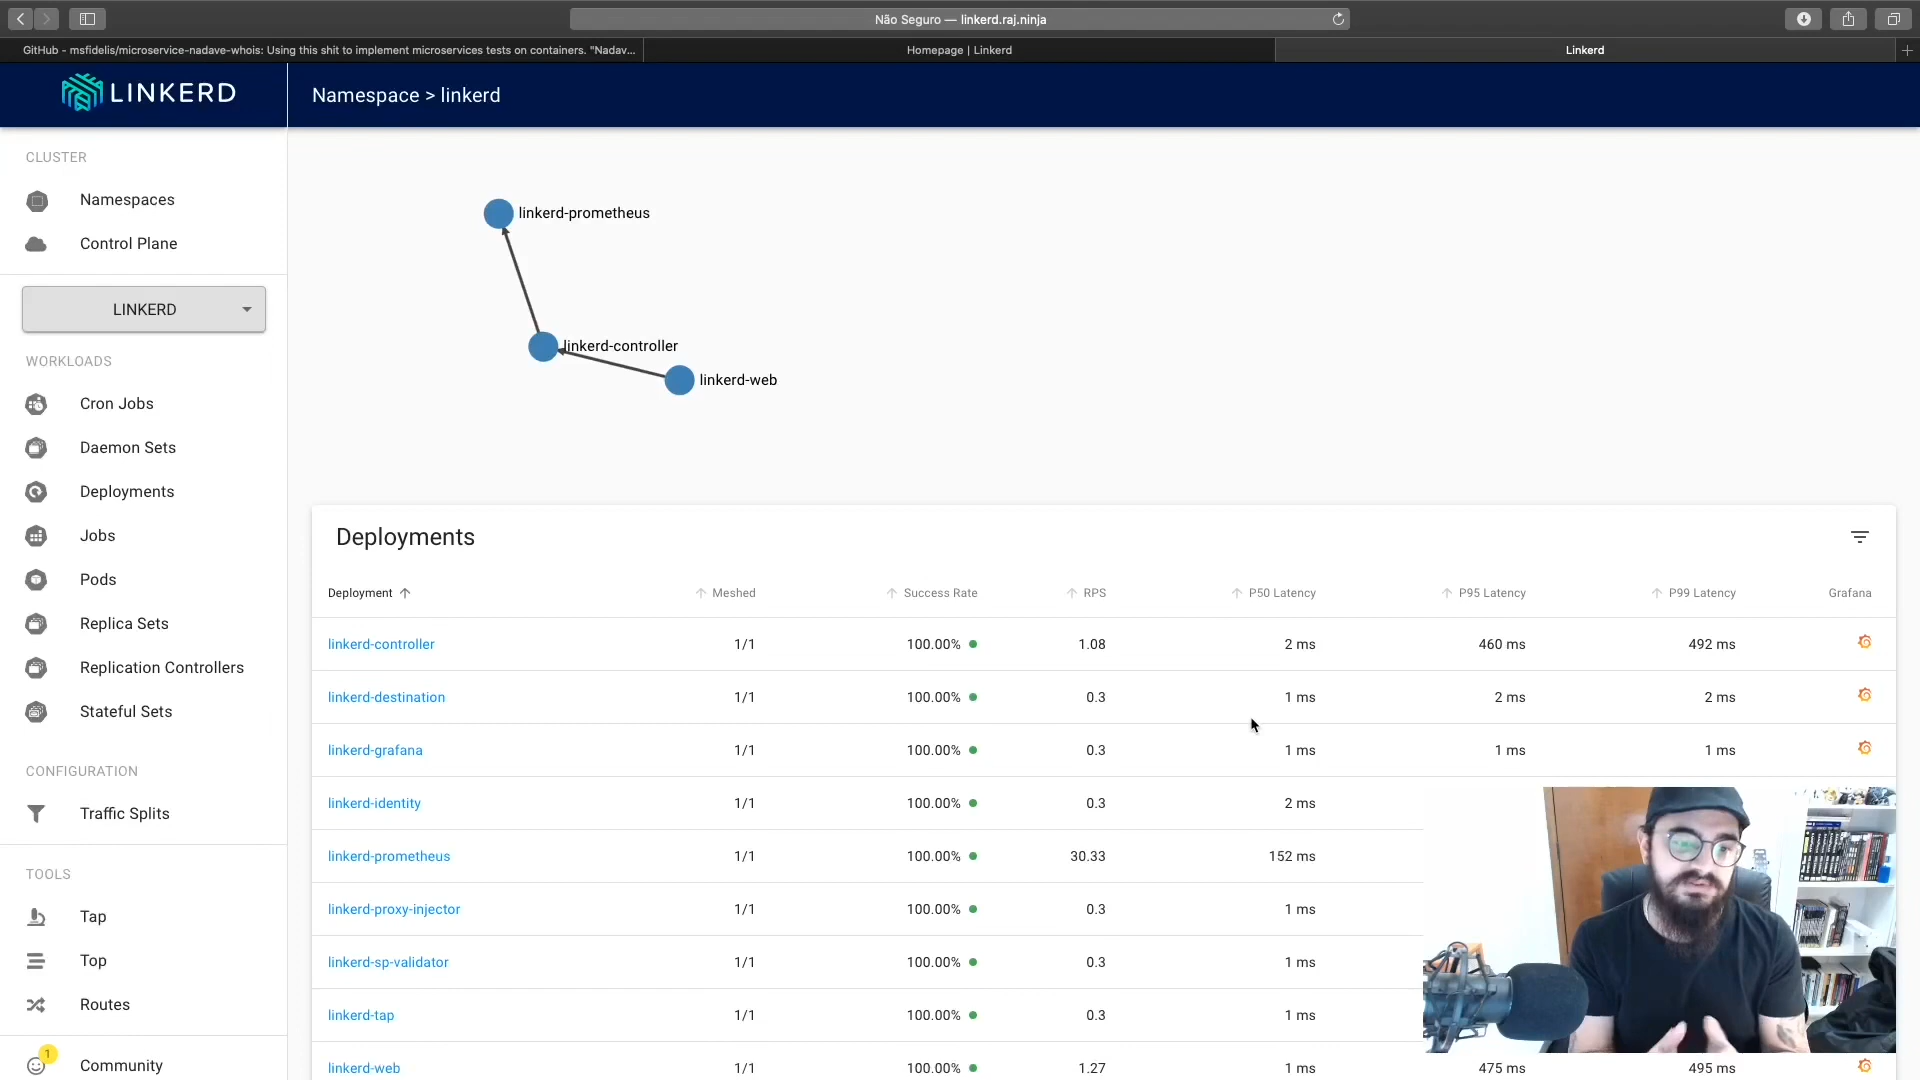 Não Seguro — linkerd.raj.ninja
GitHub - msfidelis/microservice-nadave-whois: Using this shit to implement microservices tests on containers. "Nadav...
Homepage | Linkerd
Linkerd
LINKERD
Namespace > linkerd
CLUSTER
Namespaces
Control Plane
LINKERD
WORKLOADS
Cron Jobs
Daemon Sets
Deployments
Jobs
Pods
Replica Sets
Replication Controllers
Stateful Sets
CONFIGURATION
Traffic Splits
TOOLS
Tap
Top
Routes
1
Community
linkerd-prometheus
linkerd-controller
linkerd-web
Deployments
Deployment Meshed Success Rate RPS P50 Latency P95 Latency P99 Latency Grafana
linkerd-controller 1/1 100.00% 1.08 2 ms 460 ms 492 ms
linkerd-destination 1/1 100.00% 0.3 1 ms 2 ms 2 ms
linkerd-grafana 1/1 100.00% 0.3 1 ms 1 ms 1 ms
linkerd-identity 1/1 100.00% 0.3 2 ms
linkerd-prometheus 1/1 100.00% 30.33 152 ms
linkerd-proxy-injector 1/1 100.00% 0.3 1 ms
linkerd-sp-validator 1/1 100.00% 0.3 1 ms
linkerd-tap 1/1 100.00% 0.3 1 ms
linkerd-web 1/1 100.00% 1.27 1 ms 475 ms 495 ms